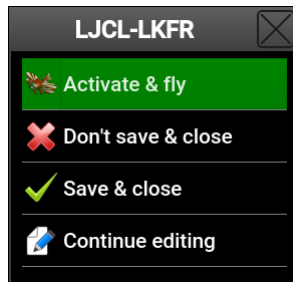 LJCL-LKFR
Activate & fly
Don't save & close
Save & close
Continue editing